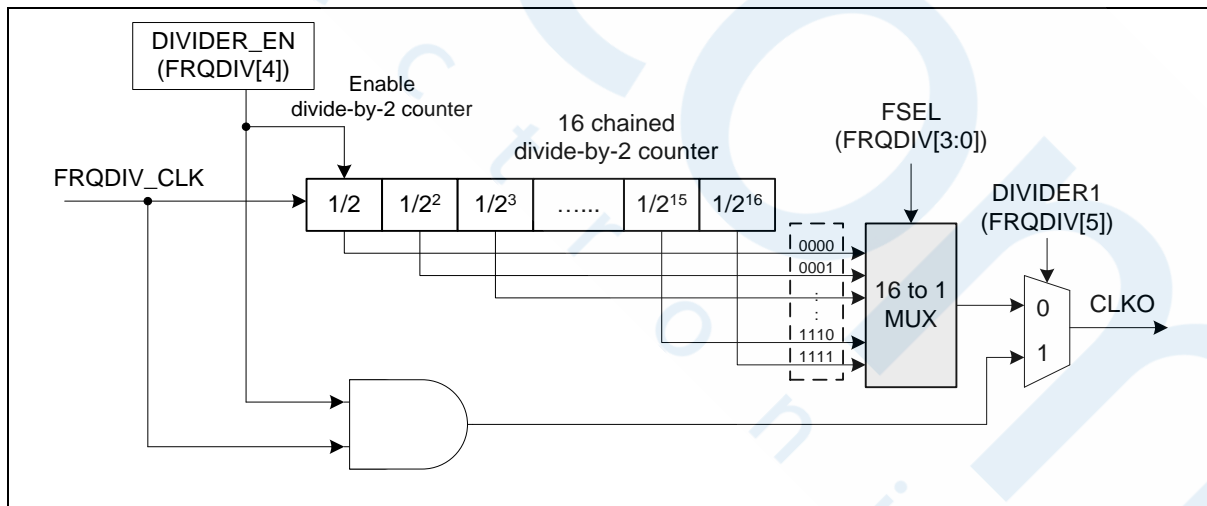 DIVIDER_EN
(FRQDIV[4])
Enable
divide-by-2 counter
16 chained
divide-by-2 counter
FSEL
(FRQDIV[3:0])
FRQDIV_CLK
1/2 1/2² 1/2³ …... 1/2¹⁵ 1/2¹⁶
DIVIDER1
(FRQDIV[5])
0000
0001
:
:
1110
1111
16 to 1
MUX
0
1
CLKO
c
t
r
o
n
i